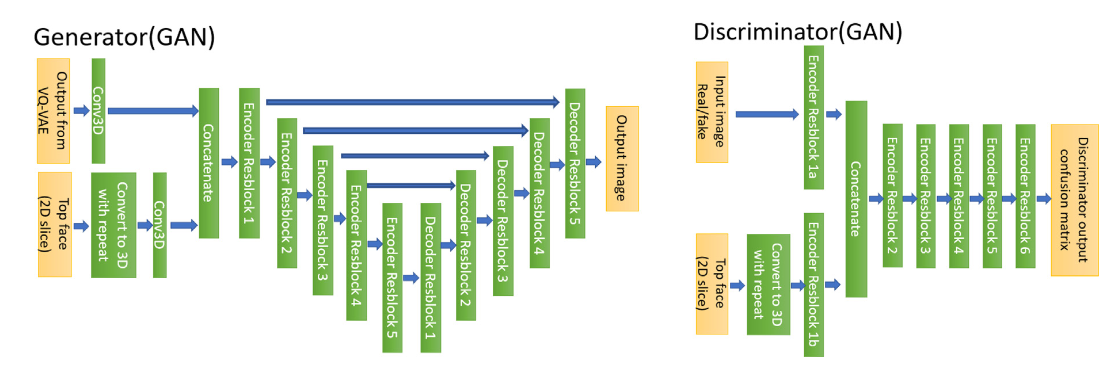 Generator(GAN)
Output from
VQ-VAE
Conv3D
Top face
(2D slice)
Convert to 3D
with repeat
Conv3D
Concatenate
Encoder Resblock 1
Encoder Resblock 2
Encoder Resblock 3
Encoder Resblock 4
Encoder Resblock 5
Decoder Resblock 1
Decoder Resblock 2
Decoder Resblock 3
Decoder Resblock 4
Decoder Resblock 5
Output image
Discriminator(GAN)
Input image
Real/fake
Encoder Resblock 1a
Top face
(2D slice)
Convert to 3D
with repeat
Encoder Resblock 1b
Concatenate
Encoder Resblock 2
Encoder Resblock 3
Encoder Resblock 4
Encoder Resblock 5
Encoder Resblock 6
Discriminator output
confusion matrix